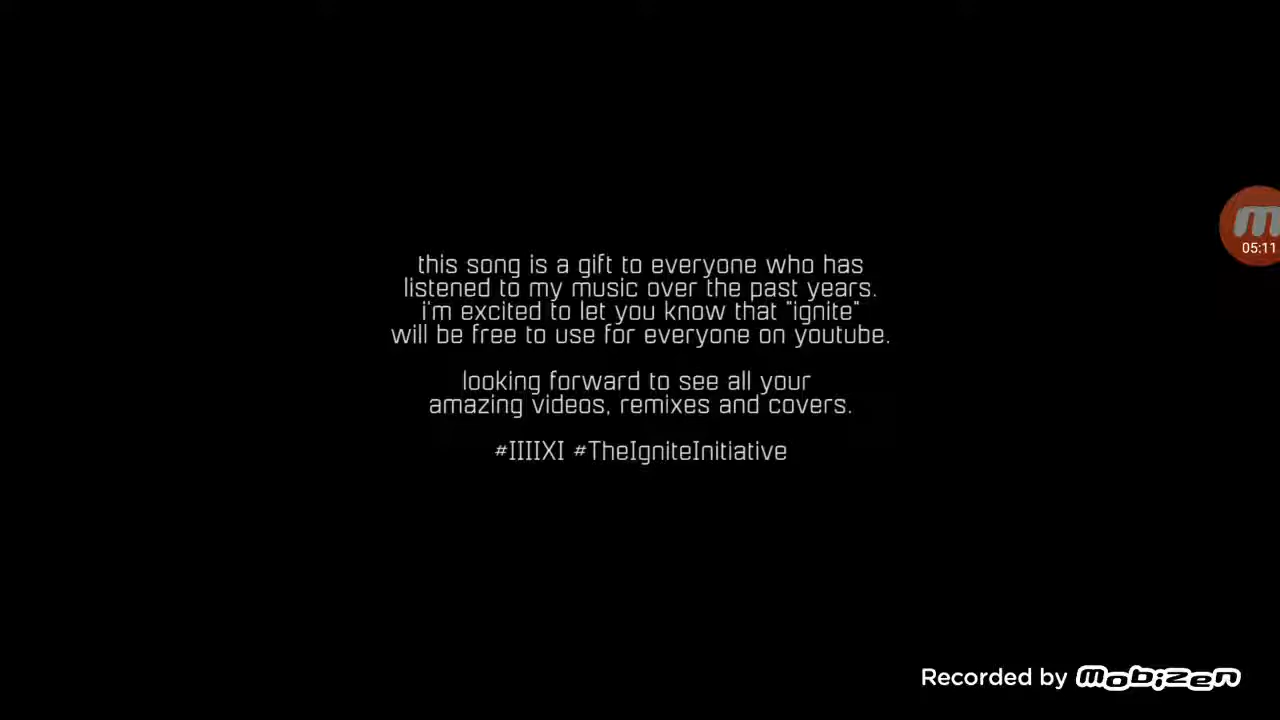 this song is a gift to everyone who has
listened to my music over the past years.
i'm excited to let you know that "ignite"
will be free to use for everyone on youtube.
looking forward to see all your
amazing videos, remixes and covers.
#IIIIXI #TheIgniteInitiative
m
05:11
Recorded by mobizen